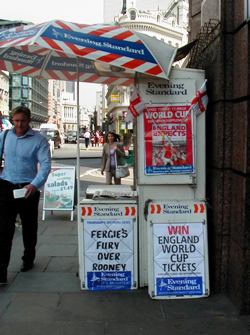 Evening Standard
Evening Standard
WORLD
CUP
ENGLAND
EXPECTS
Evening Standard
salads
Evening Standard
FERGIE'S
FURY
OVER
ROONEY
Evening Standard
Evening Standard
WIN
ENGLAND
WORLD
CUP
TICKETS
Evening Standard